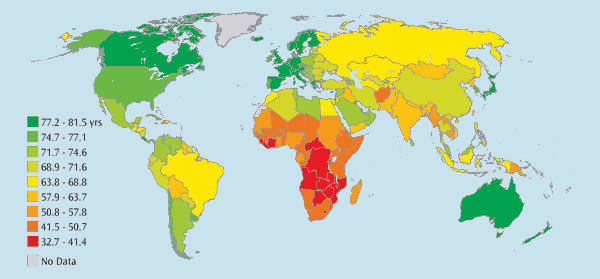 77.2 - 81.5 yrs
74.7 - 77.1
71.7 - 74.6
68.9 - 71.6
63.8 - 68.8
57.9 - 63.7
50.8 - 57.8
41.5 - 50.7
32.7 - 41.4
No Data